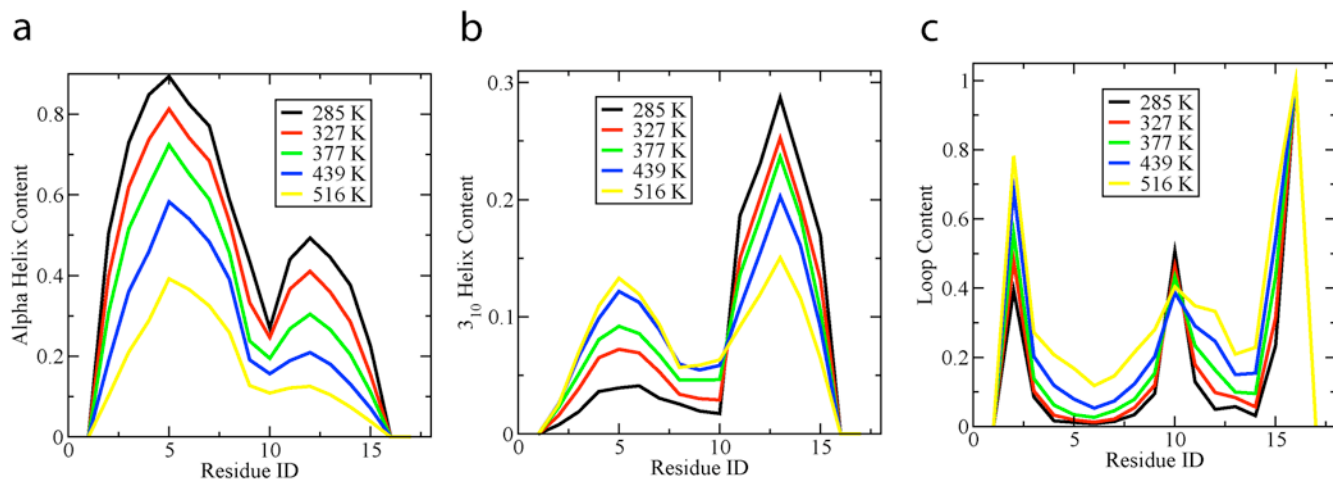 a
Alpha Helix Content
0.8
0.6
0.4
0.2
0
285 K
327 K
377 K
439 K
516 K
0 5 10 15
Residue ID
b
3₁₀ Helix Content
0.3
0.2
0.1
0
285 K
327 K
377 K
439 K
516 K
0 5 10 15
Residue ID
c
Loop Content
1
0.8
0.6
0.4
0.2
0
285 K
327 K
377 K
439 K
516 K
0 5 10 15
Residue ID